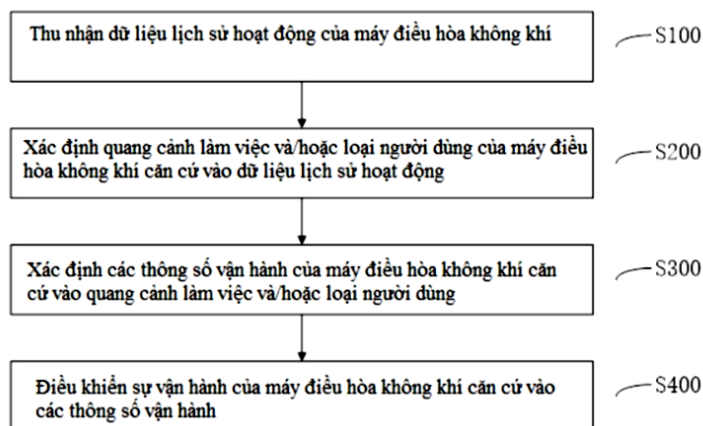 Thu nhận dữ liệu lịch sử hoạt động của máy điều hòa không khí
S100
Xác định quang cảnh làm việc và/hoặc loại người dùng của máy điều
hòa không khí căn cứ vào dữ liệu lịch sử hoạt động
S200
Xác định các thông số vận hành của máy điều hòa không khí căn
cứ vào quang cảnh làm việc và/hoặc loại người dùng
S300
Điều khiển sự vận hành của máy điều hòa không khí căn cứ vào
các thông số vận hành
S400